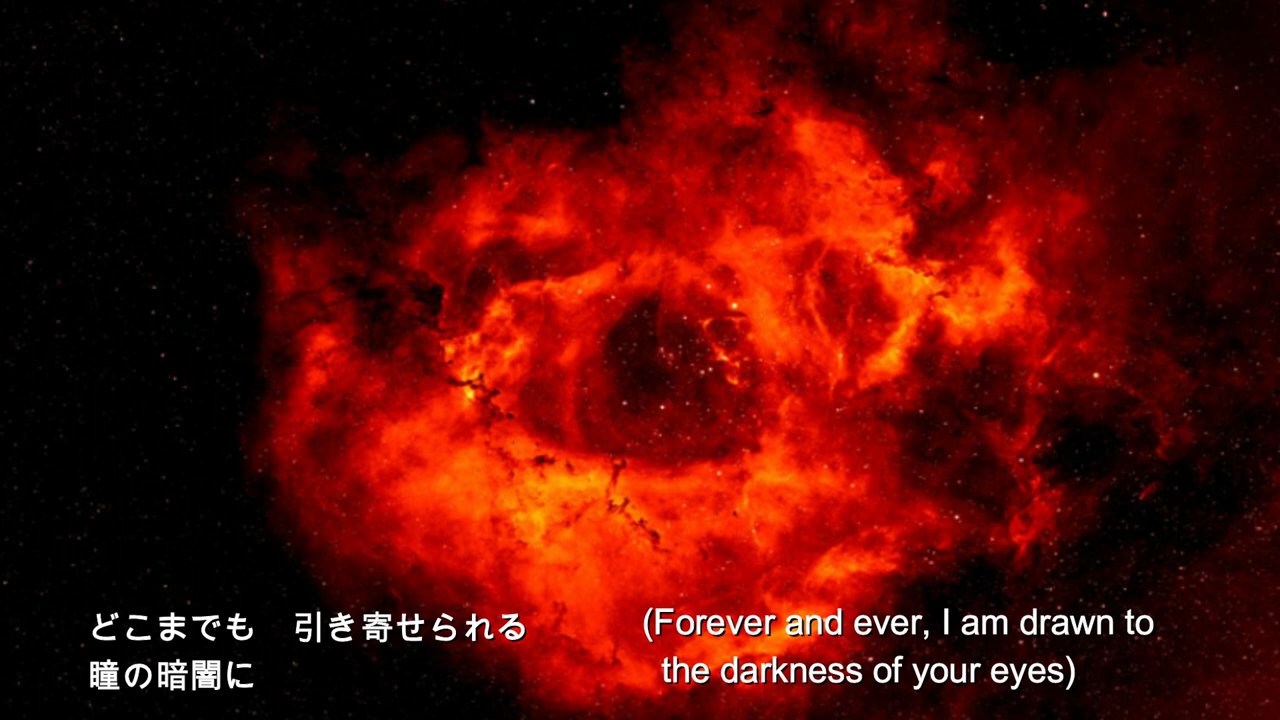 どこまでも 引き寄せられる
瞳の暗闇に
(Forever and ever, I am drawn to
the darkness of your eyes)